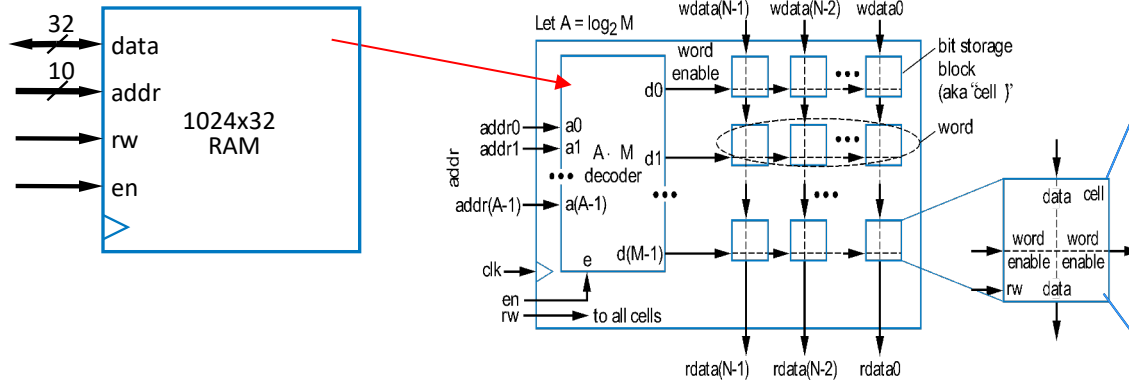 32
data
10
addr
rw
en
1024x32
RAM
Let A = log2 M
wdata(N-1) wdata(N-2) wdata0
word
enable
bit storage
block
(aka “cell )”
word
d0
addr0 a0
addr1 a1
addr
A · M
decoder
d1
addr(A-1) a(A-1)
d(M-1)
clk
e
en
rw to all cells
rdata(N-1) rdata(N-2) rdata0
data cell
word word
enable enable
rw data